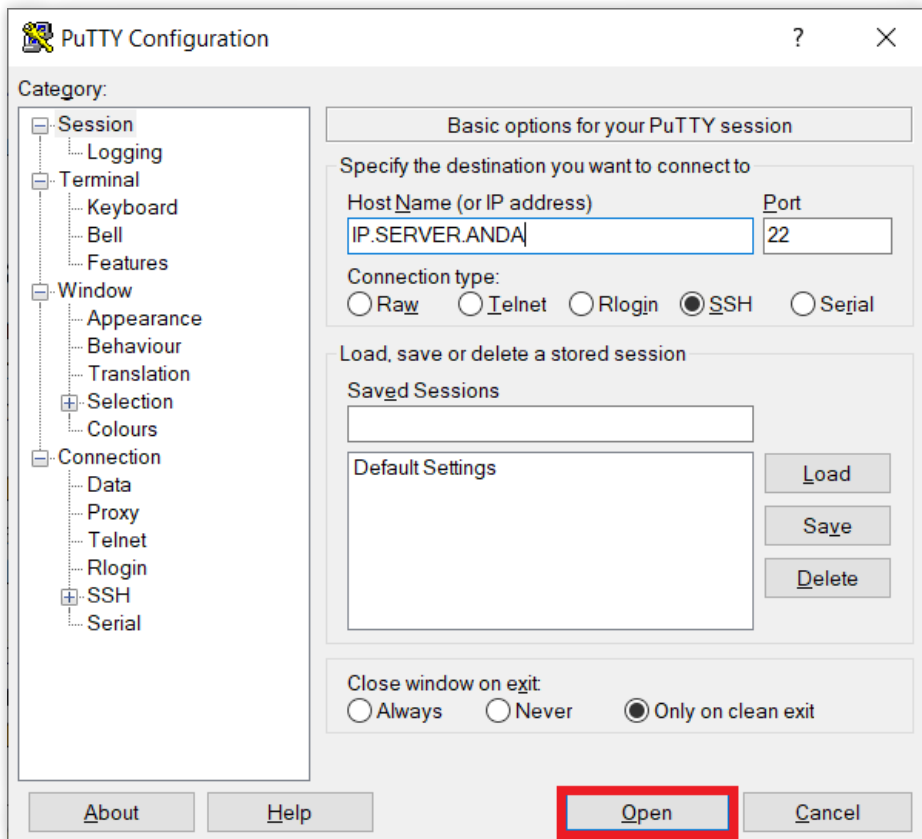 PuTTY Configuration
?
Category:
Session
Logging
Terminal
Keyboard
Bell
Features
Window
Appearance
Behaviour
Translation
Selection
Colours
Connection
Data
Proxy
Telnet
Rlogin
SSH
Serial
Basic options for your PuTTY session
Specify the destination you want to connect to
Host Name (or IP address) Port
IP.SERVER.ANDA 22
Connection type:
Raw Telnet Rlogin SSH Serial
Load, save or delete a stored session
Saved Sessions
Default Settings
Load
Save
Delete
Close window on exit:
Always Never Only on clean exit
About Help Open Cancel